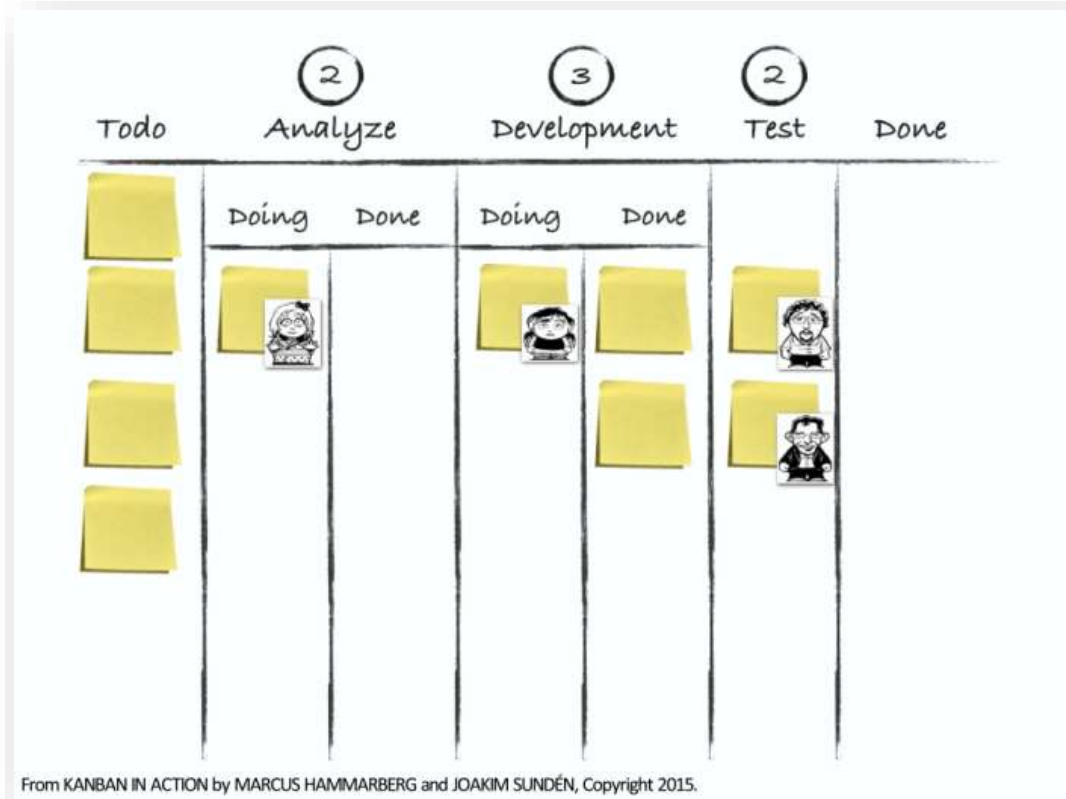 2 3 2
Todo Analyze Development Test Done
Doing Done Doing Done
From KANBAN IN ACTION by MARCUS HAMMARBERG and JOAKIM SUNDÉN, Copyright 2015.